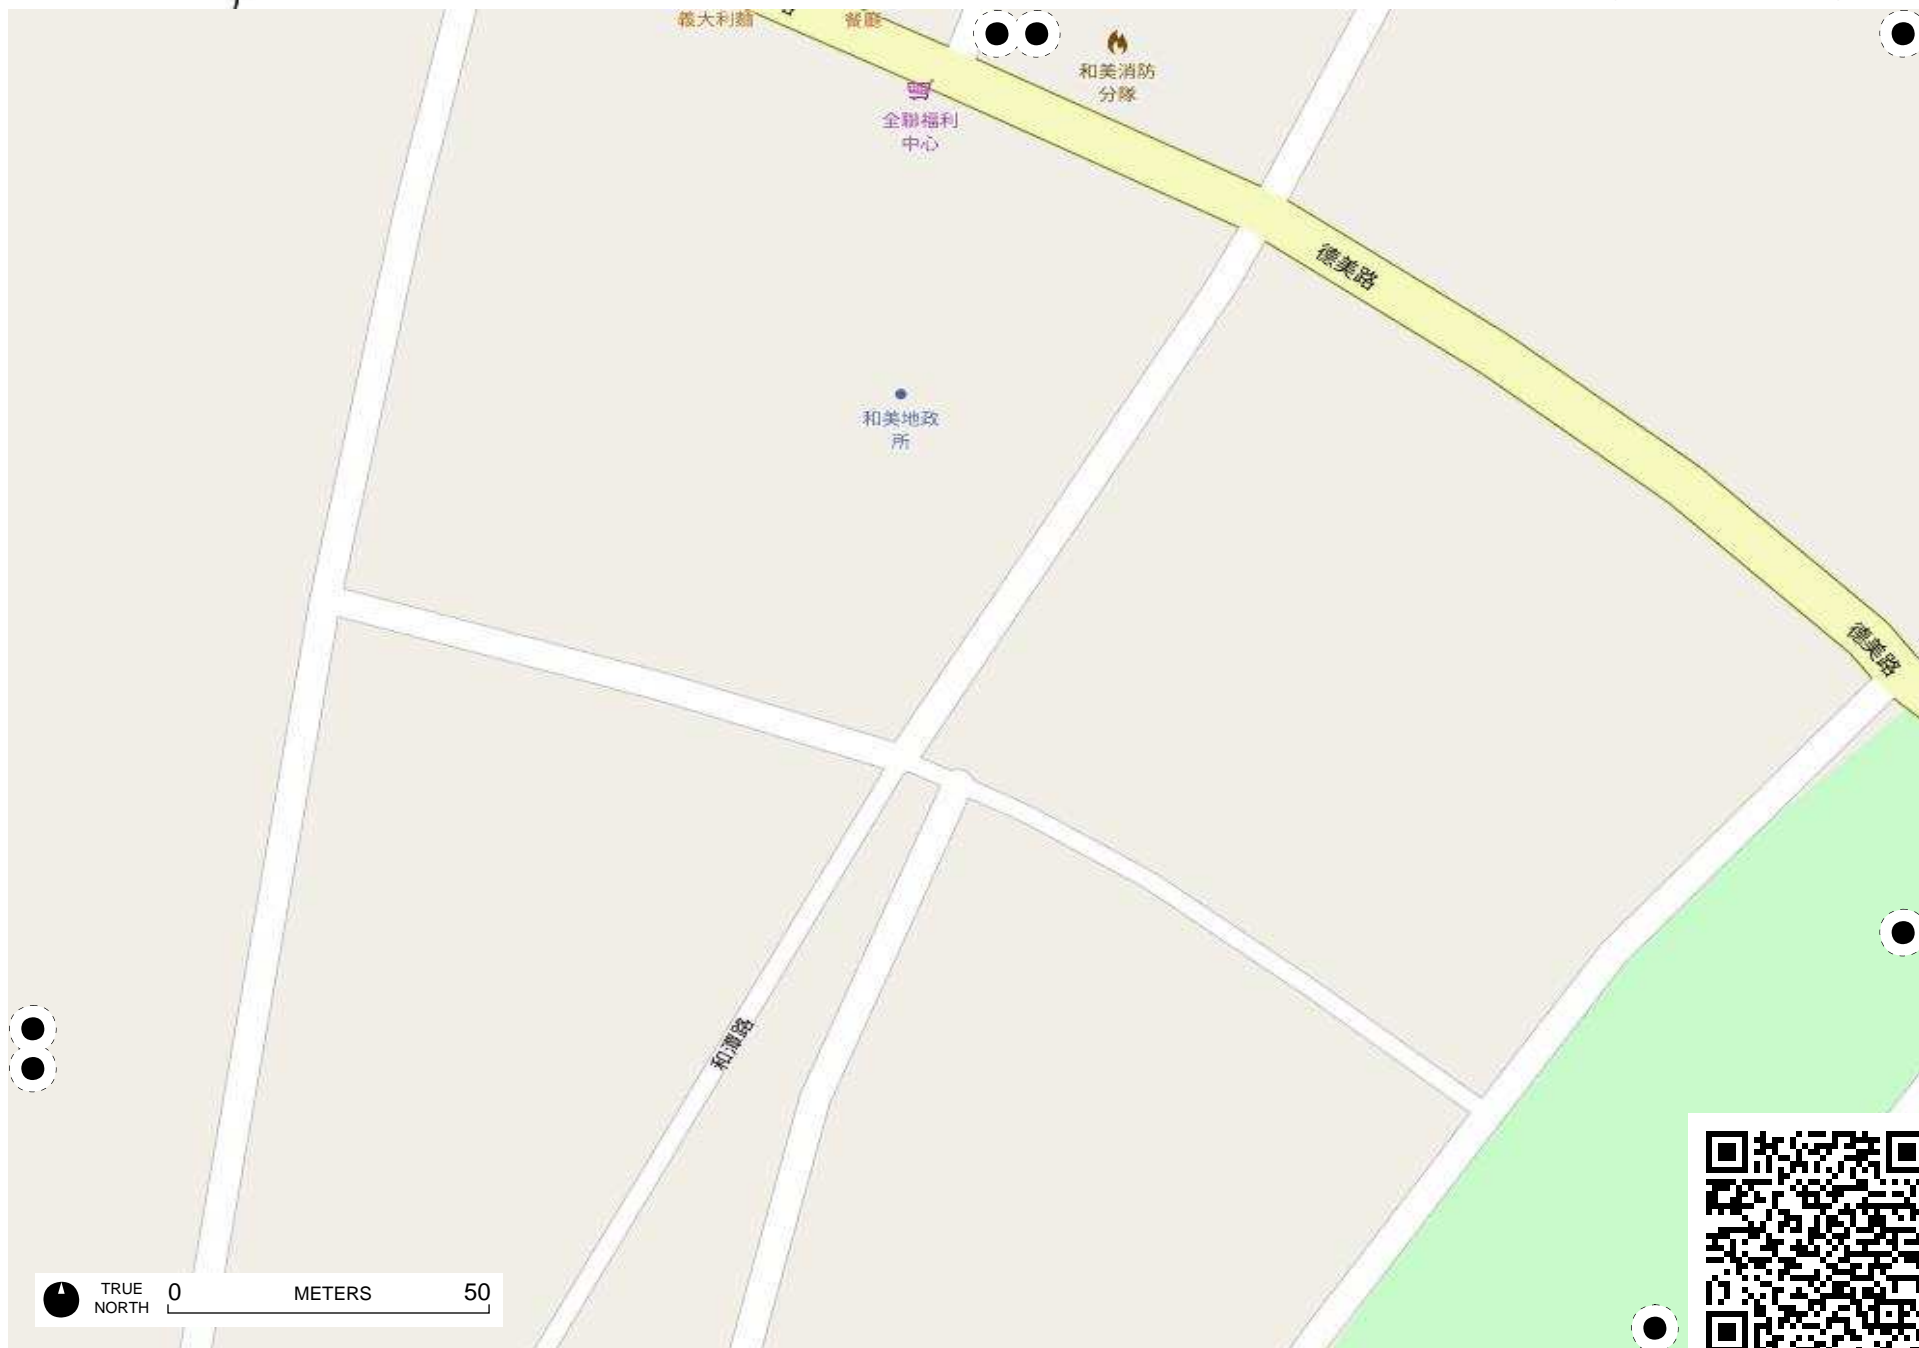 義大利麵
餐廳
和美消防
分隊
全聯福利
中心
德美路
和美地政
所
德美路
和潭路
TRUE
NORTH
0 METERS 50